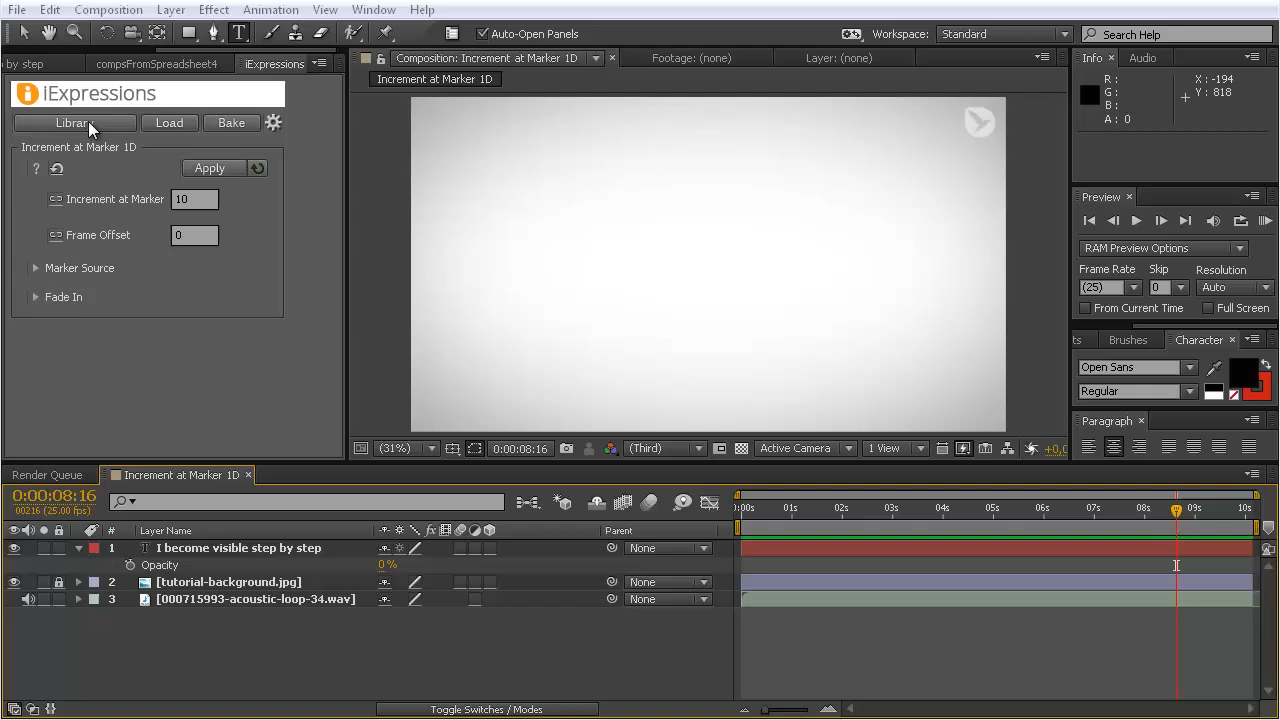 File Edit Composition Layer Effect Animation View Window Help
T Auto-Open Panels Workspace: Standard Search Help
by step compsFromSpreadsheet4 iExpressions
Composition: Increment at Marker 1D Footage: (none) Layer: (none)
Info Audio
Increment at Marker 1D
iExpressions
Library Load Bake
R: X: -194
G: Y: 818
B:
A: 0
Increment at Marker 1D
? Apply
Increment at Marker 10
Frame Offset 0
Marker Source
Fade In
Preview
RAM Preview Options
Frame Rate Skip Resolution
(25) 0 Auto
From Current Time Full Screen
ts Brushes Character
Open Sans
Regular
Paragraph
(31%) 0:00:08:16 (Third) Active Camera 1 View +0,0
Render Queue Increment at Marker 1D
0:00:08:16
00216 (25.00 fps)
0:00s 01s 02s 03s 04s 05s 06s 07s 08s 09s 10s
# Layer Name fx Parent
1 T I become visible step by step None
Opacity 0 %
2 [tutorial-background.jpg] None
3 [000715993-acoustic-loop-34.wav] None
Toggle Switches / Modes